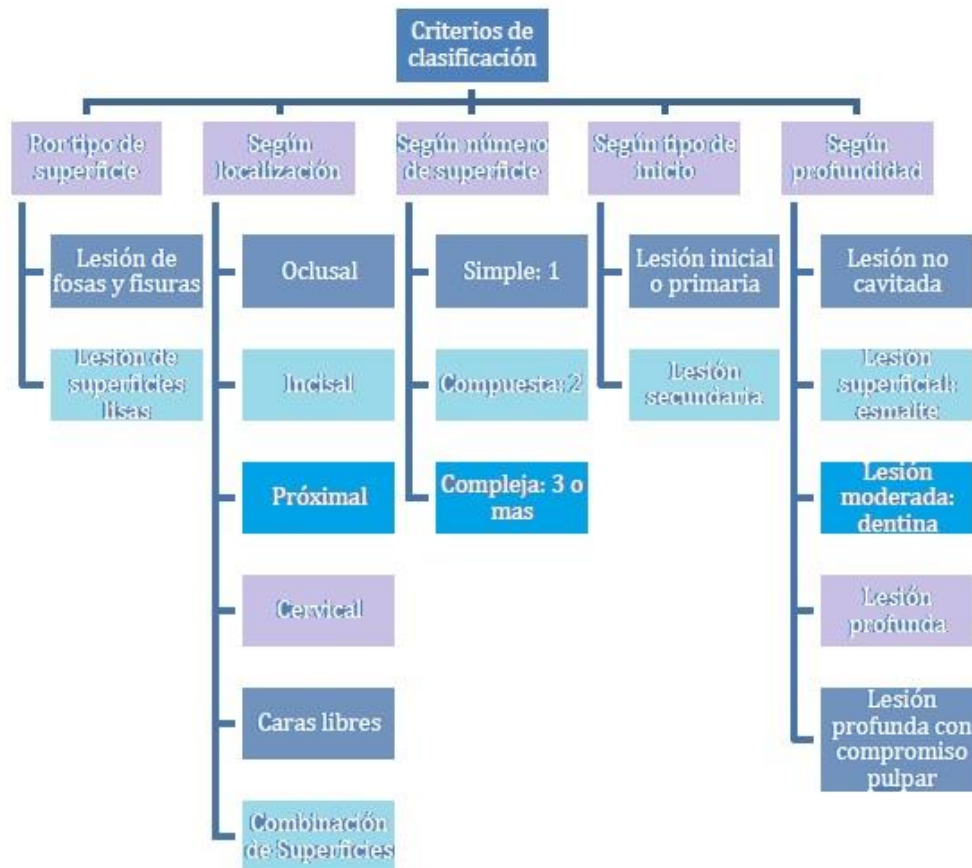 Criterios de
clasificación
Por tipo de
superficie
Según
localización
Según número
de superficie
Según tipo de
inicio
Según
profundidad
Lesión de
fosas y fisuras
Lesión de
superficies
lisas
Oclusal
Incisal
Próximal
Cervical
Caras libres
Combinación
de Superficies
Simple: 1
Compuesta: 2
Compleja: 3 o
mas
Lesión inicial
o primaria
Lesión
secundaria
Lesión no
cavitada
Lesión
superficial:
esmalte
Lesión
moderada:
dentina
Lesión
profunda
Lesión
profunda con
compromiso
pulpar